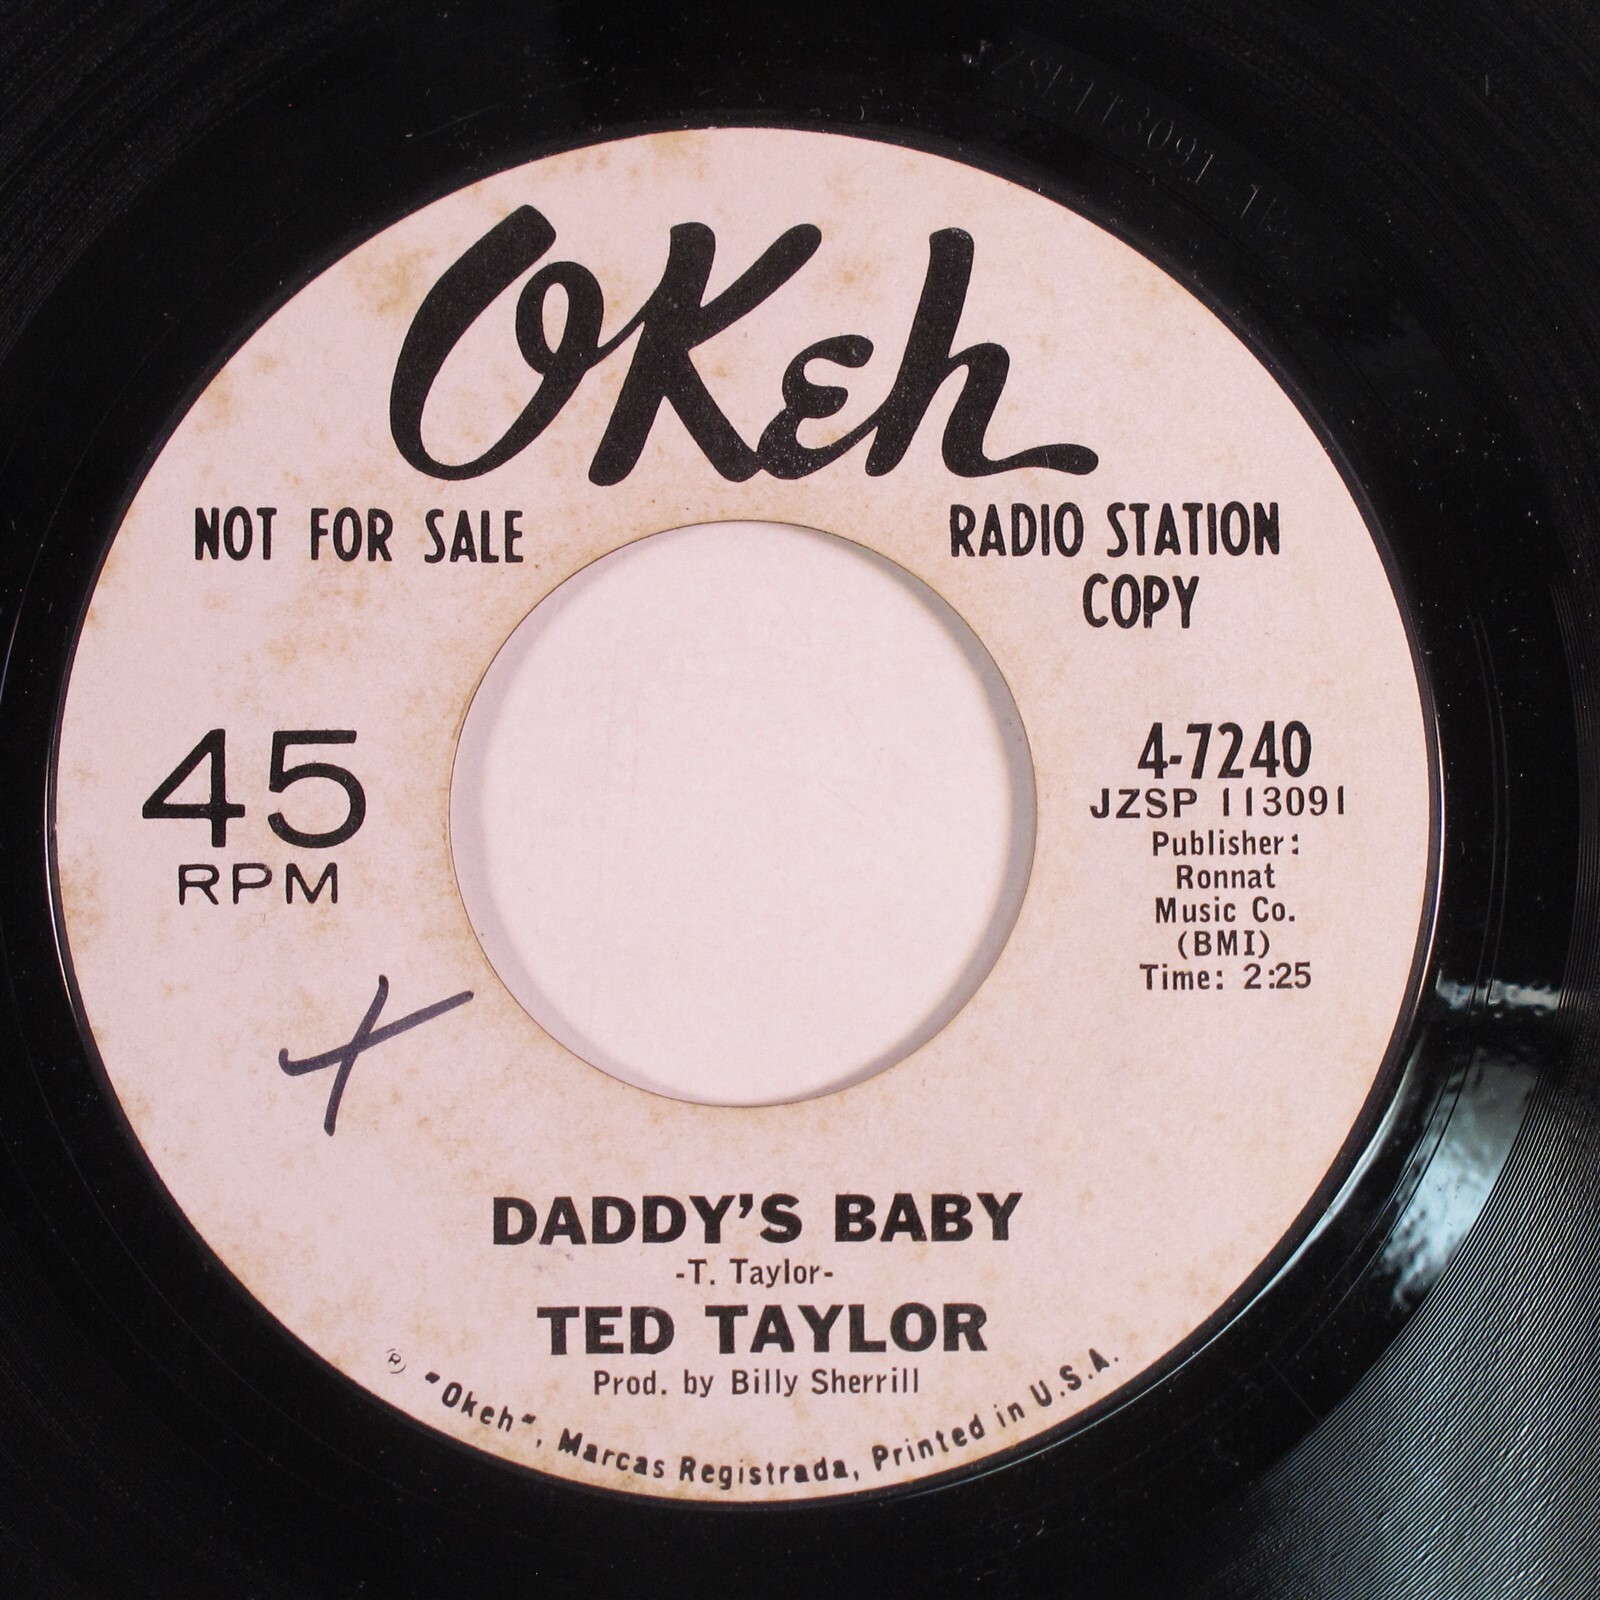 OKeh
NOT FOR SALE
RADIO STATION
COPY
45
RPM
4-7240
JZSP 113091
Publisher:
Ronnat
Music Co.
(BMI)
Time: 2:25
DADDY'S BABY
-T. Taylor-
TED TAYLOR
Prod. by Billy Sherrill
® "Okeh", Marcas Registrada, Printed in U.S.A.